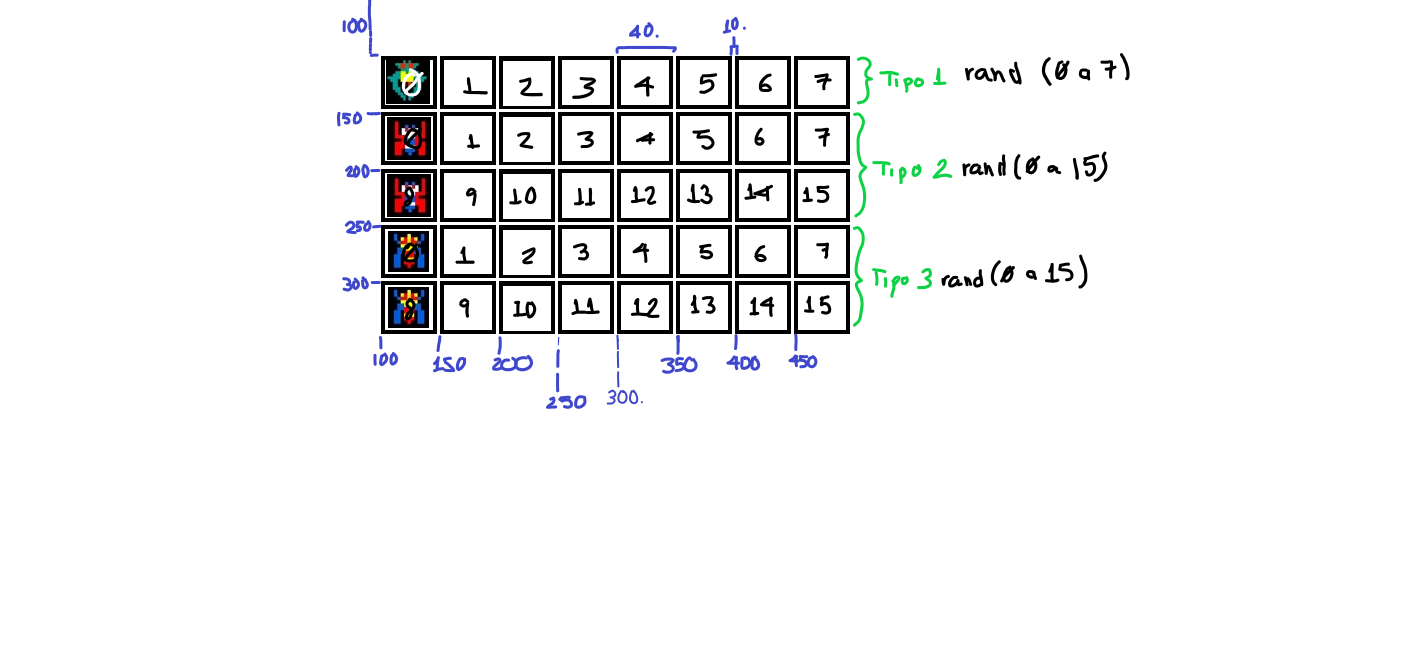 100 40. 10.
Ø 1 2 3 4 5 6 7 Tipo 1 rand (Ø a 7)
150
1 2 3 4 5 6 7
200 Tipo 2 rand (Ø a 15)
9 10 11 12 13 14 15
250
1 2 3 4 5 6 7
300 Tipo 3 rand (Ø a 15)
8 9 10 11 12 13 14 15
100 150 200 350 400 450
250 300.